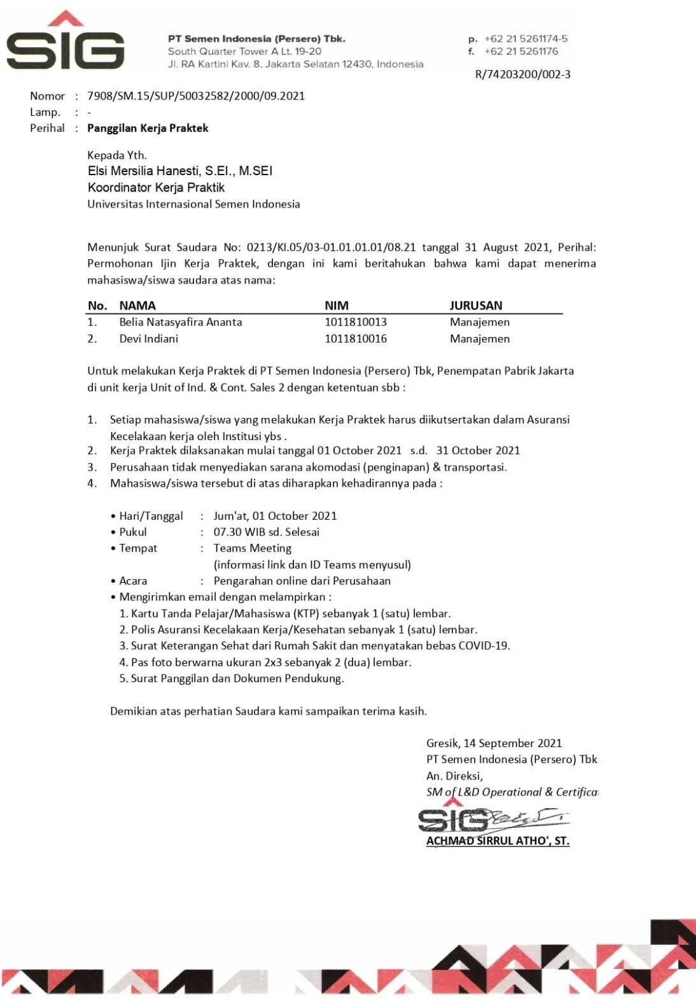 SIG
PT Semen Indonesia (Persero) Tbk.
South Quarter Tower A Lt. 19-20
Jl. RA Kartini Kav. 8, Jakarta Selatan 12430, Indonesia
p. +62 21 5261174-5
f. +62 21 5261176
R/74203200/002-3
Nomor : 7908/SM.15/SUP/50032582/2000/09.2021
Lamp. : -
Perihal : Panggilan Kerja Praktek
Kepada Yth.
Elsi Mersilia Hanesti, S.EI., M.SEI
Koordinator Kerja Praktik
Universitas Internasional Semen Indonesia
Menunjuk Surat Saudara No: 0213/KI.05/03-01.01.01.01/08.21 tanggal 31 August 2021, Perihal:
Permohonan Ijin Kerja Praktek, dengan ini kami beritahukan bahwa kami dapat menerima
mahasiswa/siswa saudara atas nama:
No. NAMA NIM JURUSAN
1. Belia Natasyafira Ananta 1011810013 Manajemen
2. Devi Indiani 1011810016 Manajemen
Untuk melakukan Kerja Praktek di PT Semen Indonesia (Persero) Tbk, Penempatan Pabrik Jakarta
di unit kerja Unit of Ind. & Cont. Sales 2 dengan ketentuan sbb :
1. Setiap mahasiswa/siswa yang melakukan Kerja Praktek harus diikutsertakan dalam Asuransi
Kecelakaan kerja oleh Institusi ybs .
2. Kerja Praktek dilaksanakan mulai tanggal 01 October 2021 s.d. 31 October 2021
3. Perusahaan tidak menyediakan sarana akomodasi (penginapan) & transportasi.
4. Mahasiswa/siswa tersebut di atas diharapkan kehadirannya pada :
• Hari/Tanggal : Jum'at, 01 October 2021
• Pukul : 07.30 WIB sd. Selesai
• Tempat : Teams Meeting
(informasi link dan ID Teams menyusul)
• Acara : Pengarahan online dari Perusahaan
• Mengirimkan email dengan melampirkan :
1. Kartu Tanda Pelajar/Mahasiswa (KTP) sebanyak 1 (satu) lembar.
2. Polis Asuransi Kecelakaan Kerja/Kesehatan sebanyak 1 (satu) lembar.
3. Surat Keterangan Sehat dari Rumah Sakit dan menyatakan bebas COVID-19.
4. Pas foto berwarna ukuran 2x3 sebanyak 2 (dua) lembar.
5. Surat Panggilan dan Dokumen Pendukung.
Demikian atas perhatian Saudara kami sampaikan terima kasih.
Gresik, 14 September 2021
PT Semen Indonesia (Persero) Tbk
An. Direksi,
SM of L&D Operational & Certifica
SIG
ACHMAD SIRRUL ATHO', ST.